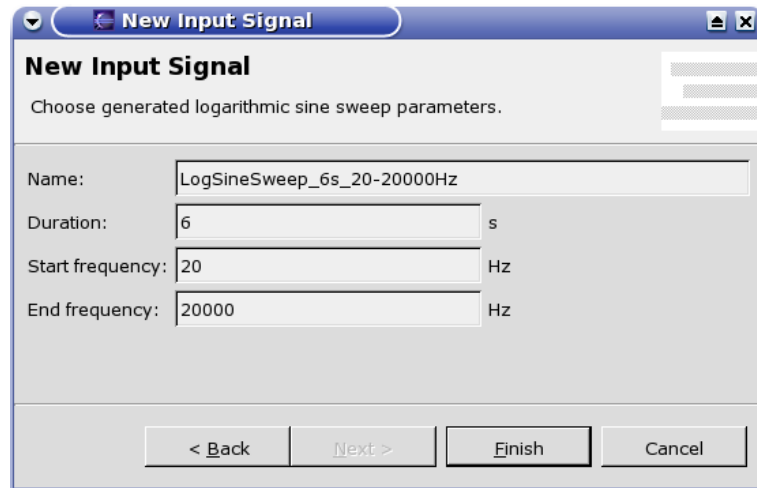 New Input Signal
New Input Signal
Choose generated logarithmic sine sweep parameters.
Name: LogSineSweep_6s_20-20000Hz
Duration: 6 s
Start frequency: 20 Hz
End frequency: 20000 Hz
< Back Next > Finish Cancel